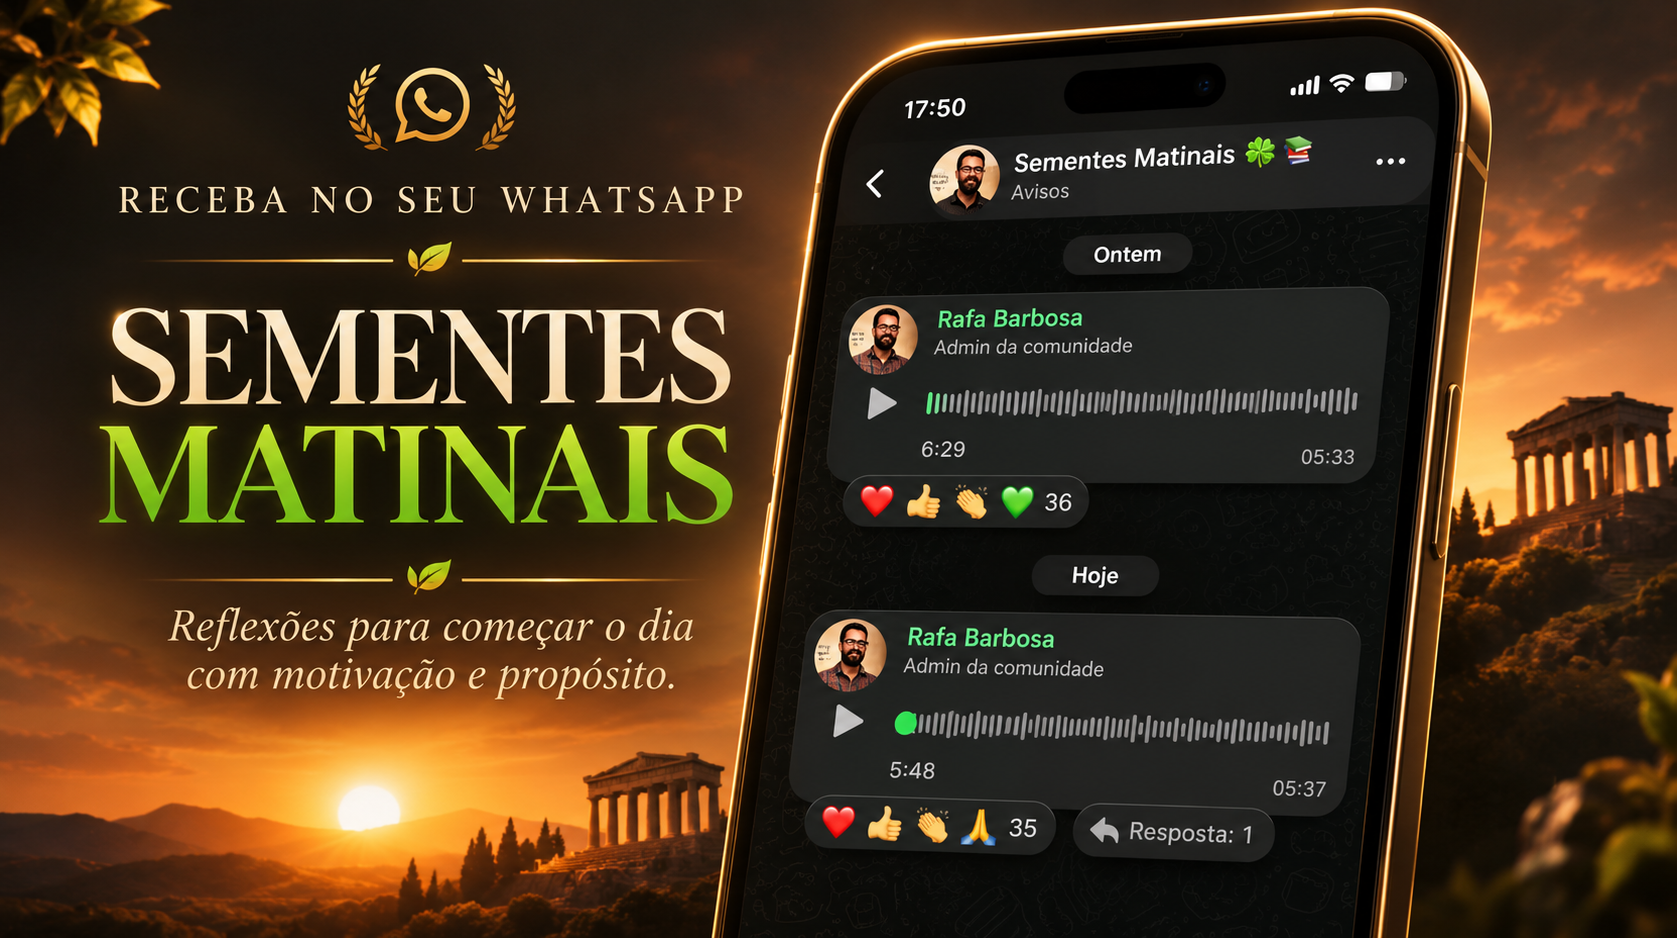 RECEBA NO SEU WHATSAPP
SEMENTES
MATINAIS
Reflexões para começar o dia
com motivação e propósito.
17:50
Sementes Matinais 🍀 📚
Avisos
Ontem
Rafa Barbosa
Admin da comunidade
6:29
05:33
❤️ 👍 👏 💚 36
Hoje
Rafa Barbosa
Admin da comunidade
5:48
05:37
❤️ 👍 👏 🙏 35
Resposta: 1